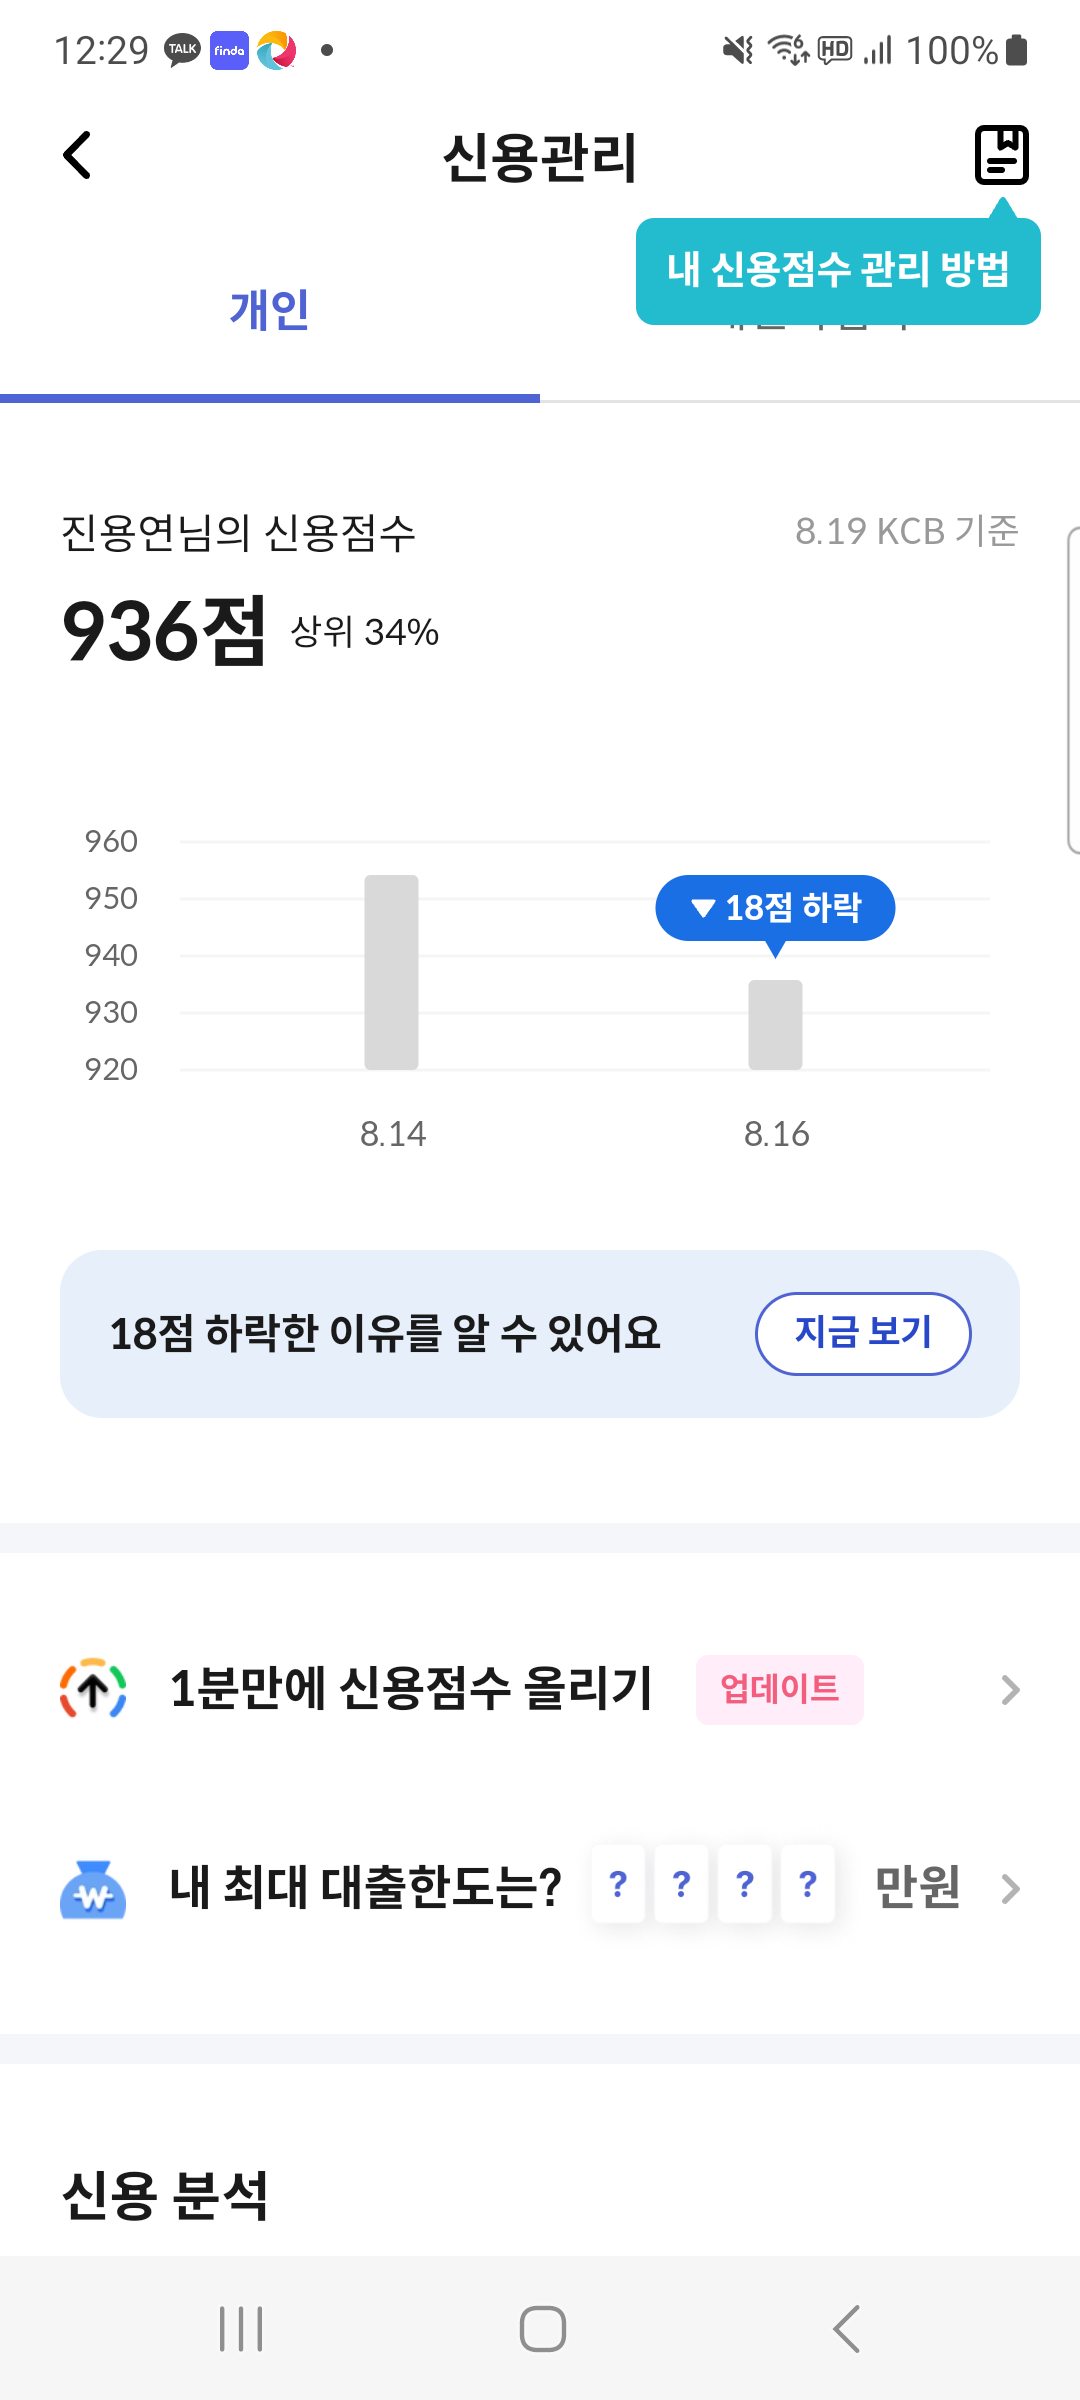 12:29 TALK finda HD 100%
신용관리
내 신용점수 관리 방법
개인
진용연님의 신용점수
8.19 KCB 기준
936점 상위 34%
960
950
940
930
920
▼ 18점 하락
8.14
8.16
18점 하락한 이유를 알 수 있어요
지금 보기
1분만에 신용점수 올리기 업데이트
내 최대 대출한도는? ? ? ? ? 만원
신용 분석